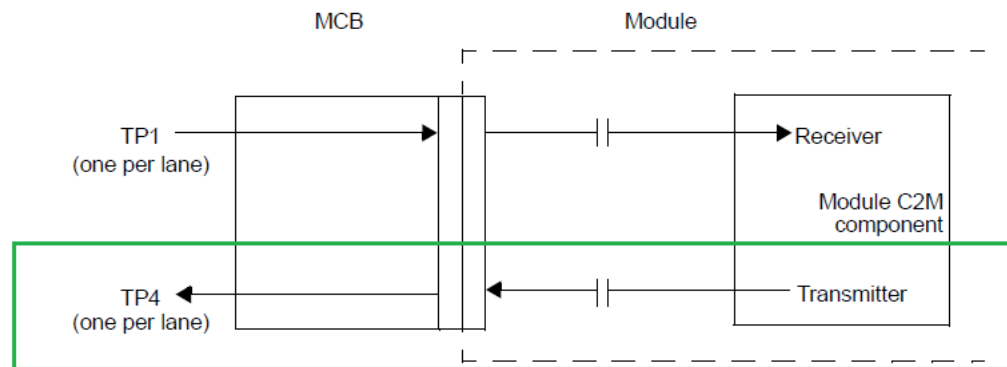 MCB
Module
TP1
(one per lane)
Receiver
Module C2M
component
TP4
(one per lane)
Transmitter